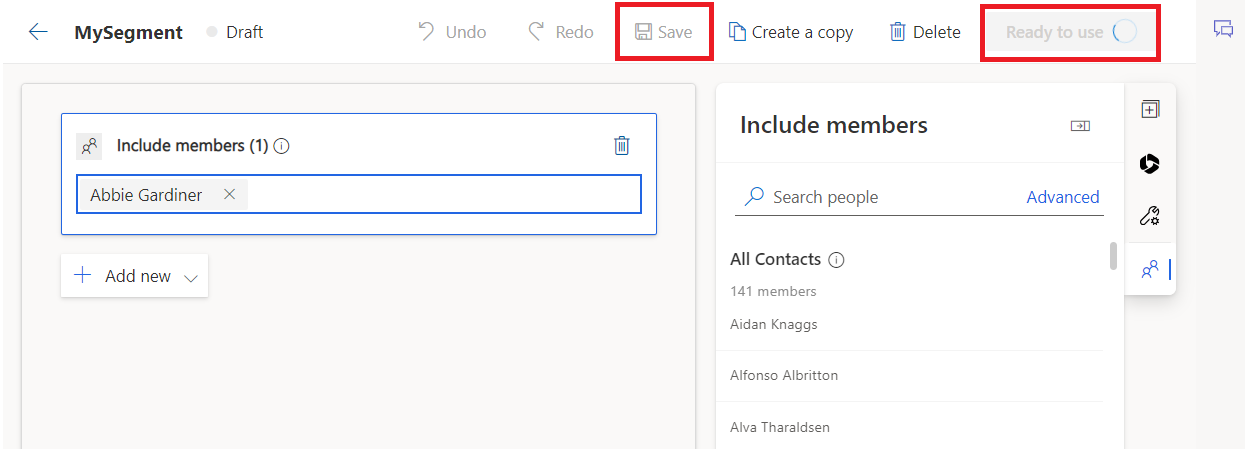 MySegment Draft Undo Redo Save Create a copy Delete Ready to use
Include members (1)
Abbie Gardiner
Add new
Include members
Search people Advanced
All Contacts
141 members
Aidan Knaggs
Alfonso Albritton
Alva Tharaldsen